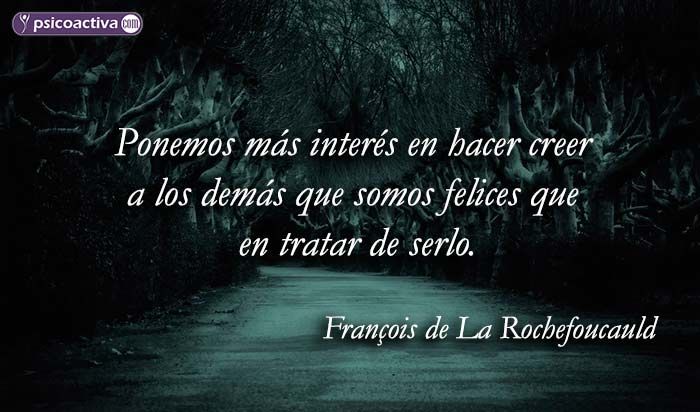 psicoactiva.com
Ponemos más interés en hacer creer
a los demás que somos felices que
en tratar de serlo.
François de La Rochefoucauld